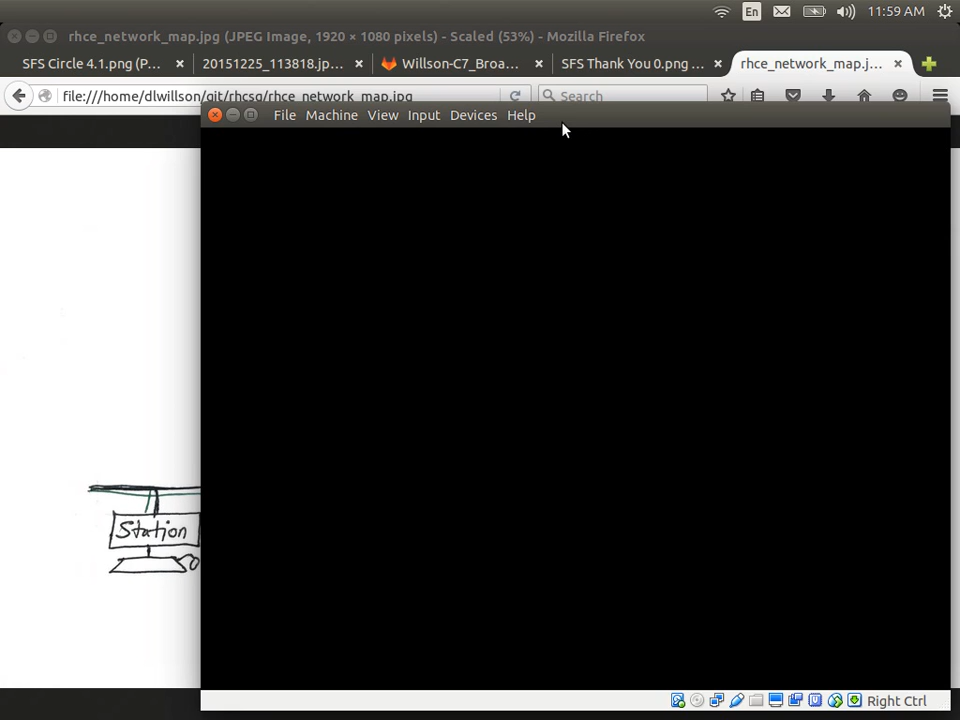 En 11:59 AM
rhce_network_map.jpg (JPEG Image, 1920 × 1080 pixels) - Scaled (53%) - Mozilla Firefox
SFS Circle 4.1.png (P... 20151225_113818.jp... Willson-C7_Broa... SFS Thank You 0.png ... rhce_network_map.j...
file:///home/dlwillson/git/rhcsg/rhce_network_map.jpg Search
File Machine View Input Devices Help
Station
Right Ctrl